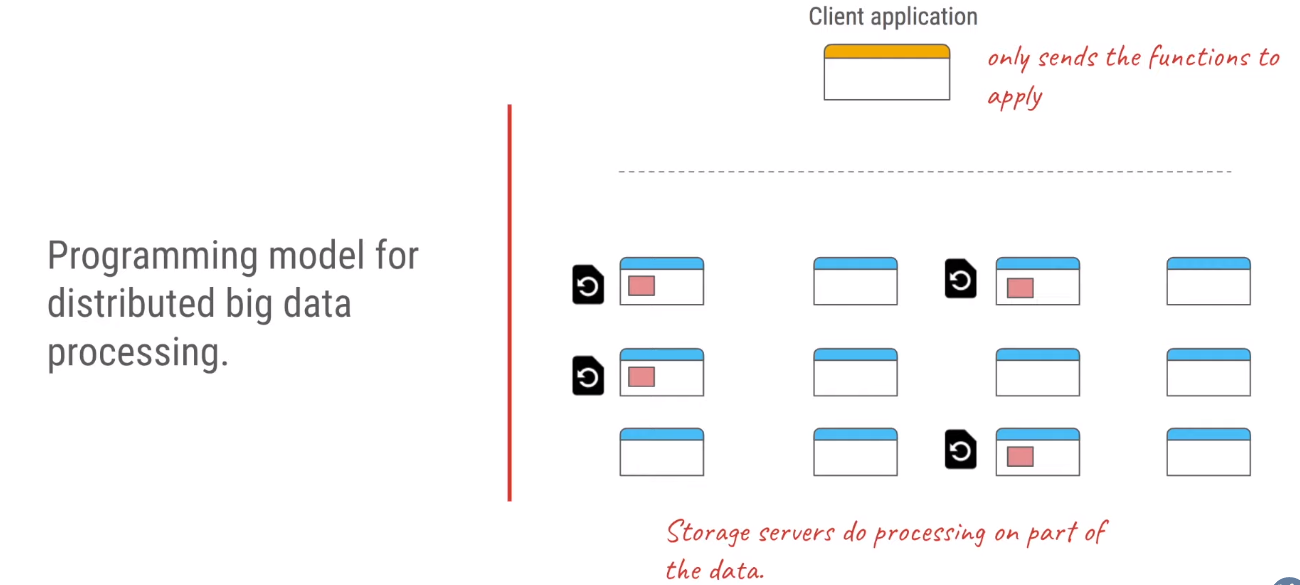 Client application
only sends the functions to
apply
Programming model for
distributed big data
processing.
Storage servers do processing on part of
the data.